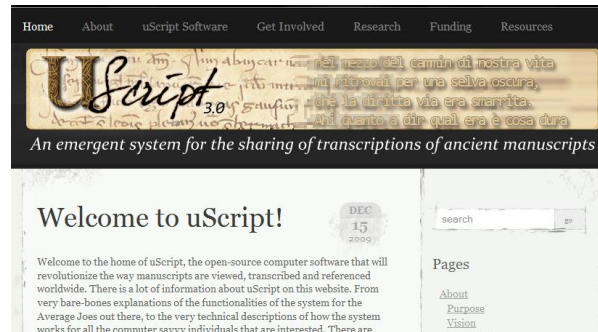 Home About uScript Software Get Involved Research Funding Resources
UScript 3.0
nel mezzo del cammin di nostra vita
mi ritrovai per una selva oscura,
che la diritta via era smarrita.
Ahi quanto a dir qual era è cosa dura
An emergent system for the sharing of transcriptions of ancient manuscripts
Welcome to uScript!
DEC
15
2009
Welcome to the home of uScript, the open-source computer software that will
revolutionize the way manuscripts are viewed, transcribed and referenced
worldwide. There is a lot of information about uScript on this website. From
very bare-bones explanations of the functionalities of the system for the
Average Joes out there, to the very technical descriptions of how the system
works for all the computer savvy individuals that are interested. There are
search go
Pages
About
Purpose
Vision